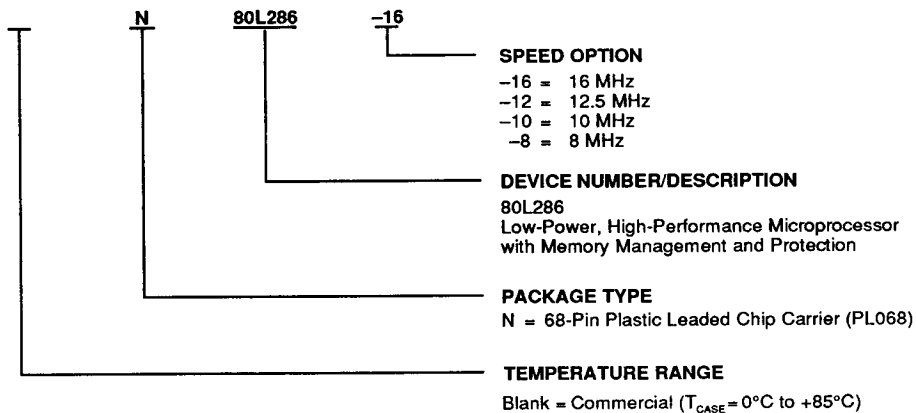 N 80L286 –16
SPEED OPTION
–16 = 16 MHz
–12 = 12.5 MHz
–10 = 10 MHz
–8 = 8 MHz
DEVICE NUMBER/DESCRIPTION
80L286
Low-Power, High-Performance Microprocessor
with Memory Management and Protection
PACKAGE TYPE
N = 68-Pin Plastic Leaded Chip Carrier (PL068)
TEMPERATURE RANGE
Blank = Commercial (TCASE = 0°C to +85°C)